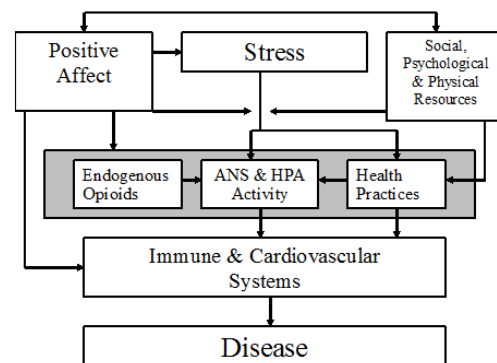 Positive
Affect
Stress
Social,
Psychological
& Physical
Resources
Endogenous
Opioids
ANS & HPA
Activity
Health
Practices
Immune & Cardiovascular
Systems
Disease